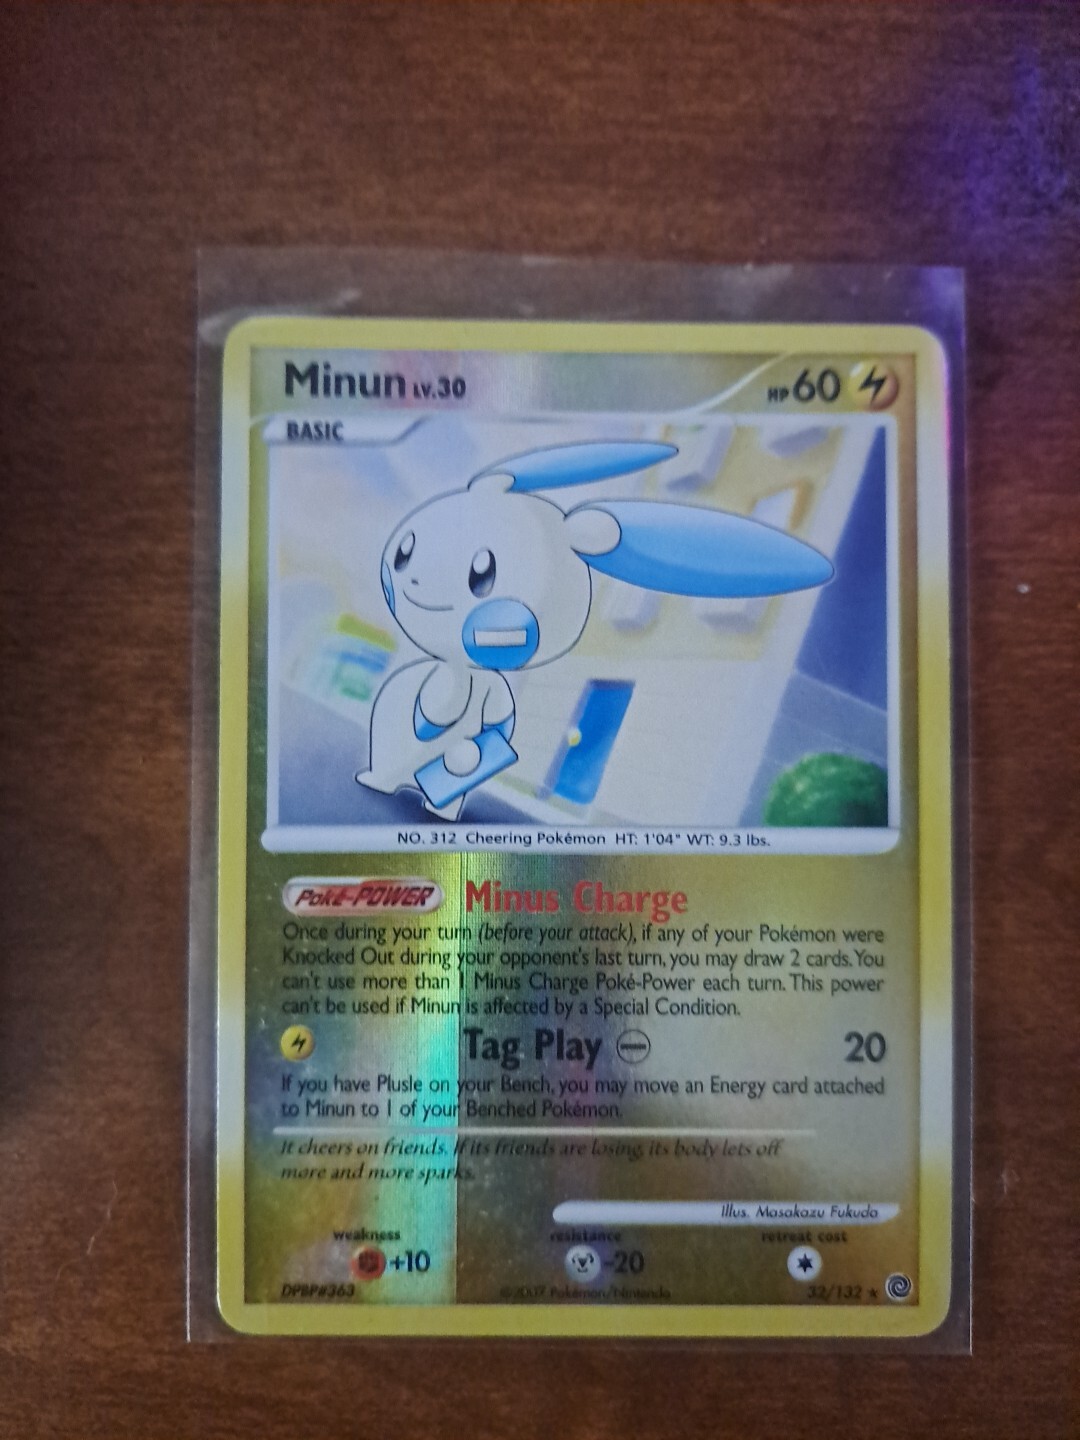 Minun LV.30 HP 60
BASIC
NO. 312 Cheering Pokémon HT: 1'04" WT: 9.3 lbs.
Poké-POWER Minus Charge
Once during your turn (before your attack), if any of your Pokémon were
Knocked Out during your opponent's last turn, you may draw 2 cards. You
can't use more than 1 Minus Charge Poké-Power each turn. This power
can't be used if Minun is affected by a Special Condition.
Tag Play 20
If you have Plusle on your Bench, you may move an Energy card attached
to Minun to 1 of your Benched Pokémon.
It cheers on friends. If its friends are losing, its body lets off
more and more sparks.
Illus. Masakazu Fukuda
weakness resistance retreat cost
+10 -20
DPBP#363 ©2007 Pokémon/Nintendo 32/132 ★